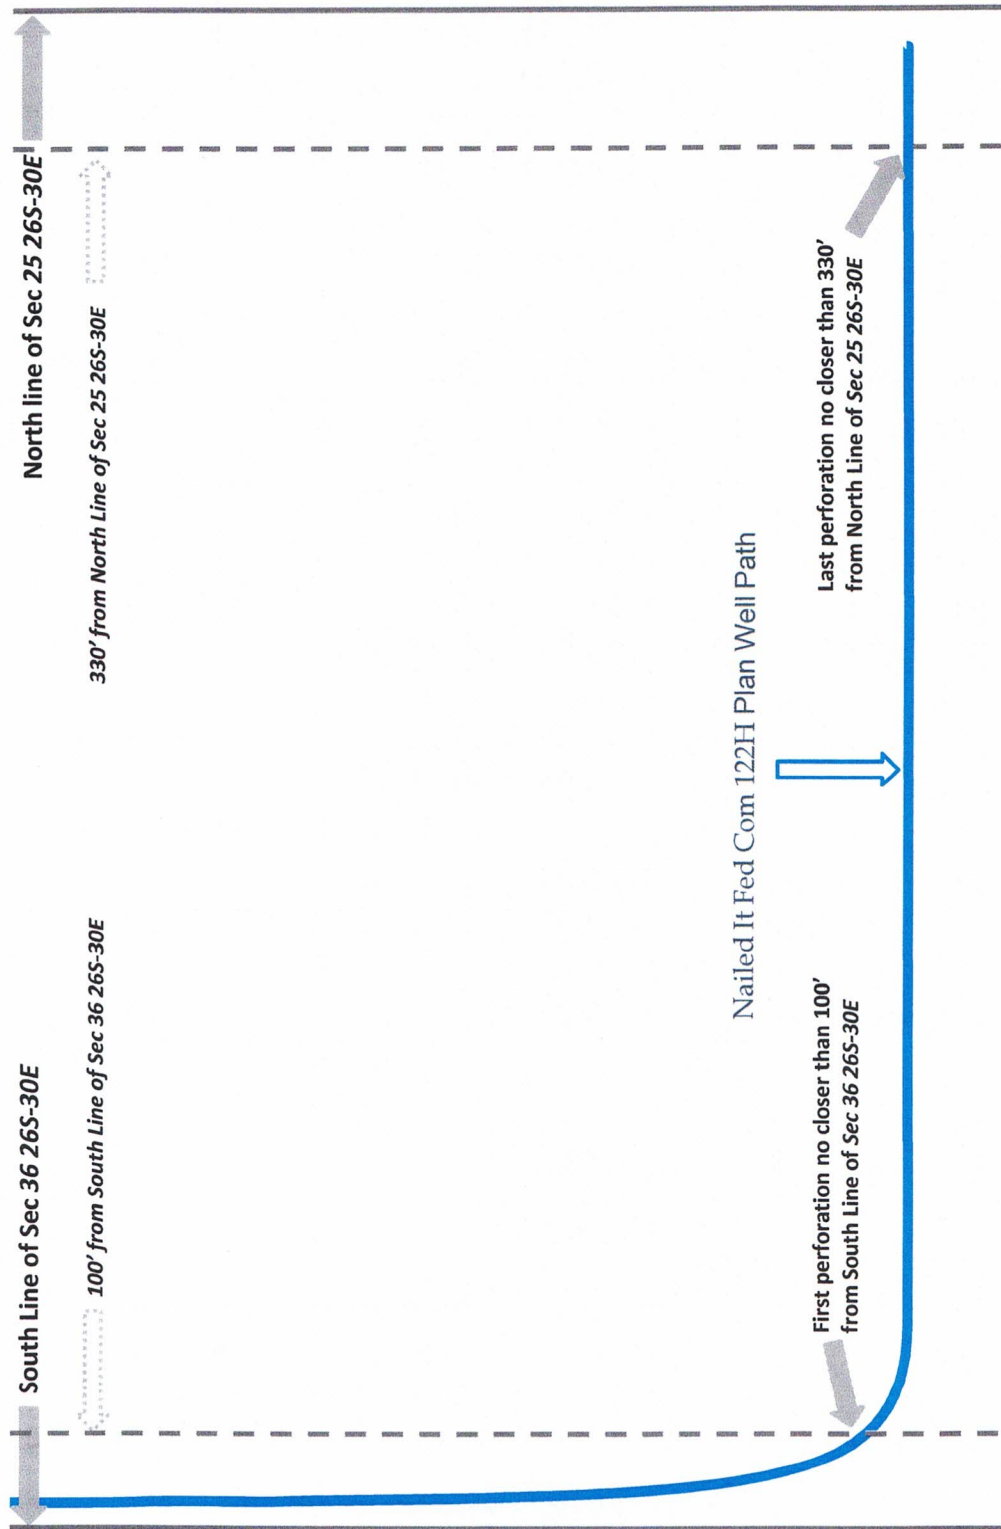 South Line of Sec 36 26S-30E
North line of Sec 25 26S-30E
100' from South Line of Sec 36 26S-30E
330' from North Line of Sec 25 26S-30E
Nailed It Fed Com 122H Plan Well Path
First perforation no closer than 100'
from South Line of Sec 36 26S-30E
Last perforation no closer than 330'
from North Line of Sec 25 26S-30E